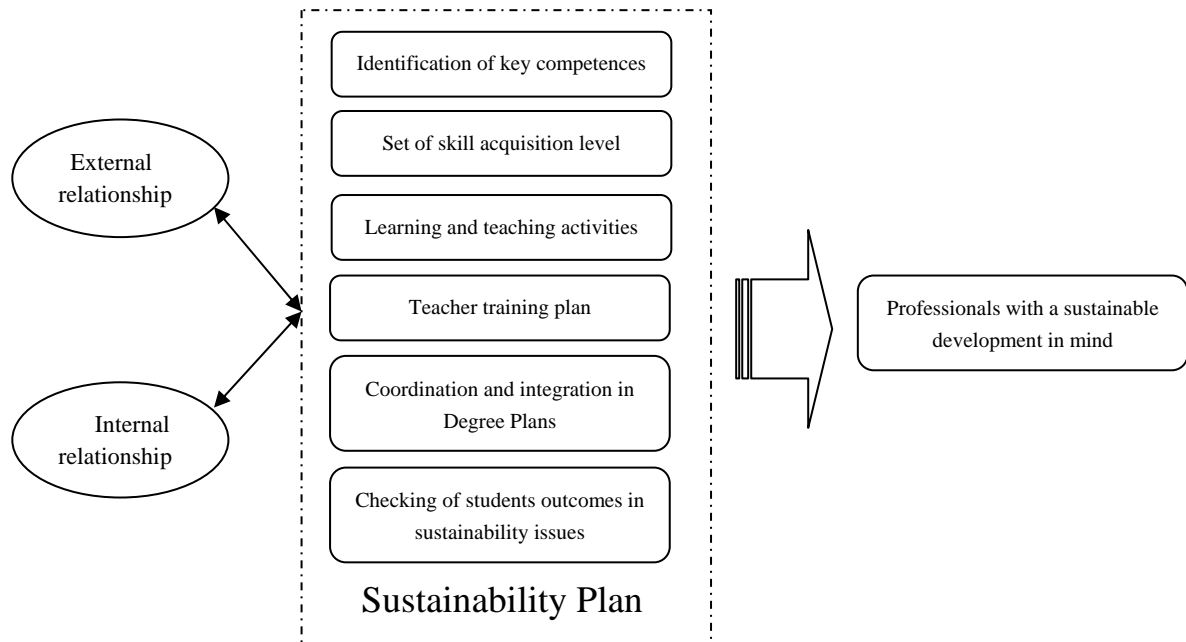 External
relationship
Internal
relationship
Identification of key competences
Set of skill acquisition level
Learning and teaching activities
Teacher training plan
Coordination and integration in
Degree Plans
Checking of students outcomes in
sustainability issues
Sustainability Plan
Professionals with a sustainable
development in mind